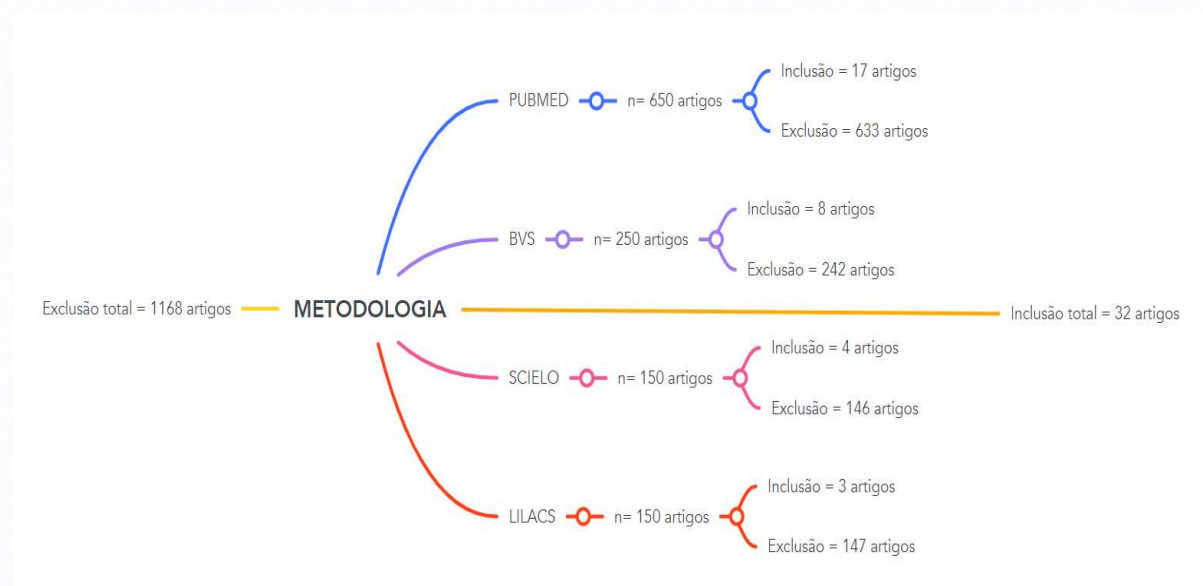 PUBMED
n= 650 artigos
Inclusão = 17 artigos
Exclusão = 633 artigos
BVS
n= 250 artigos
Inclusão = 8 artigos
Exclusão = 242 artigos
Exclusão total = 1168 artigos
METODOLOGIA
Inclusão total = 32 artigos
SCIELO
n= 150 artigos
Inclusão = 4 artigos
Exclusão = 146 artigos
LILACS
n= 150 artigos
Inclusão = 3 artigos
Exclusão = 147 artigos